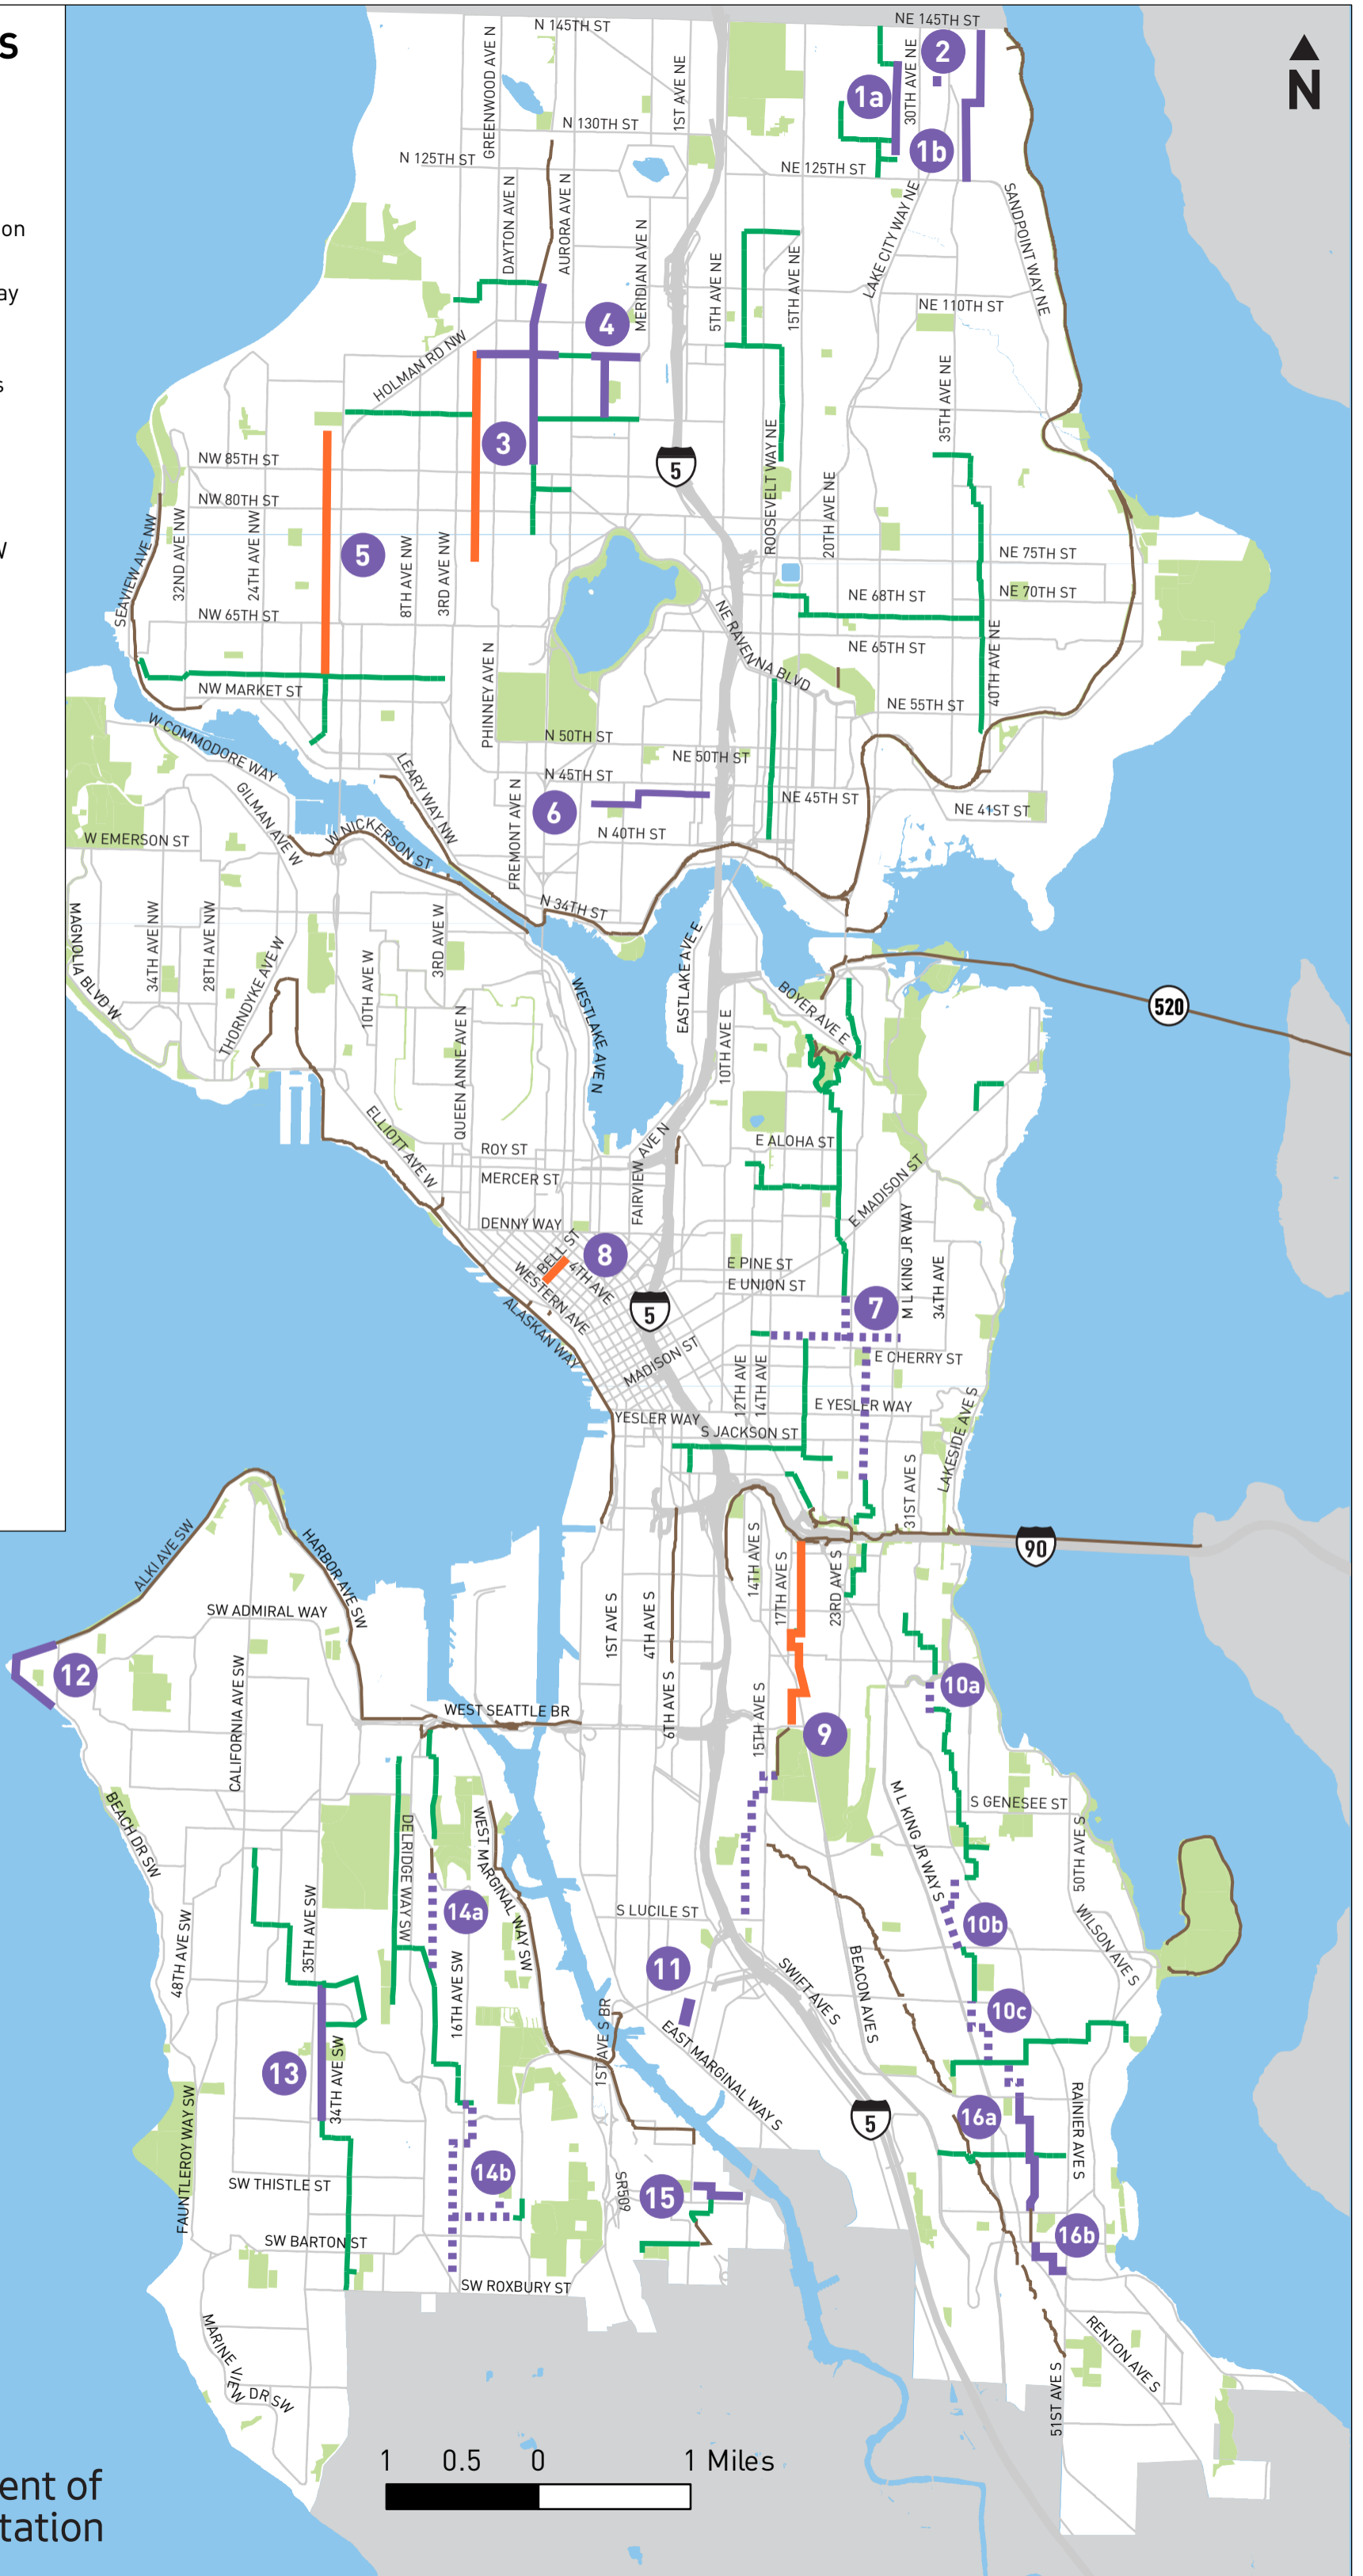 S
on
ay
s
W
ent of
tation
N
N 145TH ST
NE 145TH ST
GREENWOOD AVE N
1ST AVE NE
30TH AVE NE
2
1a
1b
N 130TH ST
N 125TH ST
NE 125TH ST
DAYTON AVE N
AURORA AVE N
MERIDIAN AVE N
5TH AVE NE
15TH AVE NE
LAKE CITY WAY NE
SANDPOINT WAY NE
NE 110TH ST
4
HOLMAN RD NW
35TH AVE NE
3
5
ROOSEVELT WAY NE
20TH AVE NE
NW 85TH ST
NW 80TH ST
SEAVIEW AVE NW
32ND AVE NW
24TH AVE NW
5
8TH AVE NW
3RD AVE NW
NE 75TH ST
NE 70TH ST
NE 68TH ST
NW 65TH ST
NE 65TH ST
NE RAVENNA BLVD
40TH AVE NE
PHINNEY AVE N
NW MARKET ST
NE 55TH ST
W COMMODORE WAY
N 50TH ST
NE 50TH ST
LEARY WAY NW
N 45TH ST
NE 45TH ST
NE 41ST ST
GILMAN AVE W
FREMONT AVE N
6
N 40TH ST
W EMERSON ST
W NICKERSON ST
N 34TH ST
MAGNOLIA BLVD W
34TH AVE NW
28TH AVE NW
THORNDYKE AVE W
10TH AVE W
3RD AVE W
QUEEN ANNE AVE N
WESTLAKE AVE N
EASTLAKE AVE E
10TH AVE E
BOYER AVE E
520
ELLIOTT AVE W
ROY ST
MERCER ST
FAIRVIEW AVE N
E ALOHA ST
E MADISON ST
DENNY WAY
BELL ST
8
4TH AVE
WESTERN AVE
ALASKAN WAY
5
E PINE ST
E UNION ST
7
M L KING JR WAY
34TH AVE
MADISON ST
12TH AVE
14TH AVE
E CHERRY ST
E YESLER WAY
YESLER WAY
S JACKSON ST
LAKESIDE AVE S
31ST AVE S
90
ALKI AVE SW
HARBOR AVE SW
SW ADMIRAL WAY
1ST AVE S
4TH AVE S
14TH AVE S
17TH AVE S
23RD AVE S
12
CALIFORNIA AVE SW
WEST SEATTLE BR
6TH AVE S
15TH AVE S
9
10a
BEACH DR SW
DELRIDGE WAY SW
WEST MARGINAL WAY SW
M L KING JR WAY S
S GENESEE ST
50TH AVE S
14a
35TH AVE SW
48TH AVE SW
S LUCILE ST
10b
WILSON AVE S
16TH AVE SW
11
SWIFT AVE S
BEACON AVE S
10c
1ST AVE S BR
EAST MARGINAL WAY S
13
34TH AVE SW
5
16a
RAINIER AVE S
FAUNTLEROY WAY SW
14b
SW THISTLE ST
SR509
15
SW BARTON ST
16b
SW ROXBURY ST
MARINE VIEW DR SW
RENTON AVE S
51ST AVE S
1 0.5 0 1 Miles